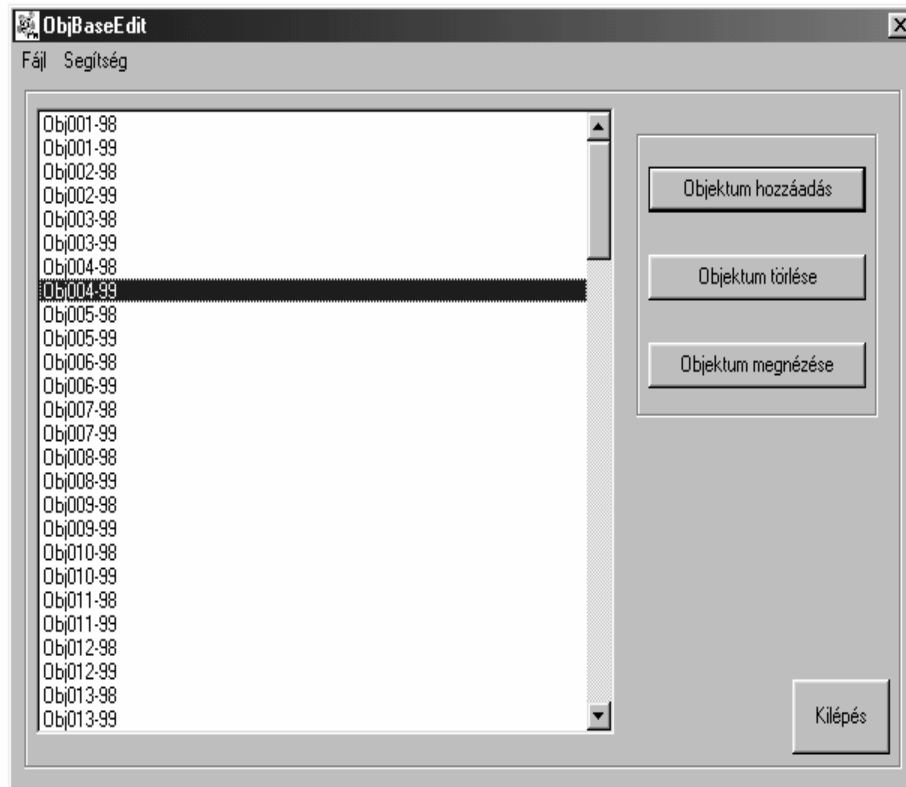 ObjBaseEdit
Fájl Segítség
Obj001-98
Obj001-99
Obj002-98
Obj002-99
Obj003-98
Obj003-99
Obj004-98
Obj004-99
Obj005-98
Obj005-99
Obj006-98
Obj006-99
Obj007-98
Obj007-99
Obj008-98
Obj008-99
Obj009-98
Obj009-99
Obj010-98
Obj010-99
Obj011-98
Obj011-99
Obj012-98
Obj012-99
Obj013-98
Obj013-99
Objektum hozzáadás
Objektum törlése
Objektum megnézése
Kilépés